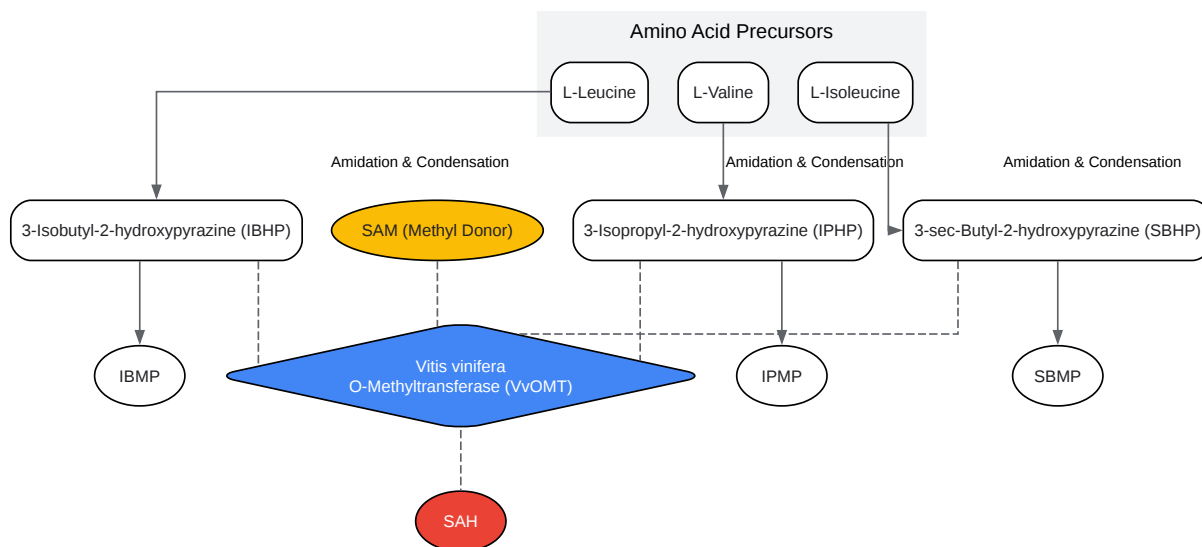 Amino Acid Precursors
L-Leucine
L-Valine
L-Isoleucine
Amidation & Condensation
Amidation & Condensation
Amidation & Condensation
3-Isobutyl-2-hydroxypyrazine (IBHP)
SAM (Methyl Donor)
3-Isopropyl-2-hydroxypyrazine (IPHP)
3-sec-Butyl-2-hydroxypyrazine (SBHP)
IBMP
Vitis vinifera
O-Methyltransferase (VvOMT)
IPMP
SBMP
SAH